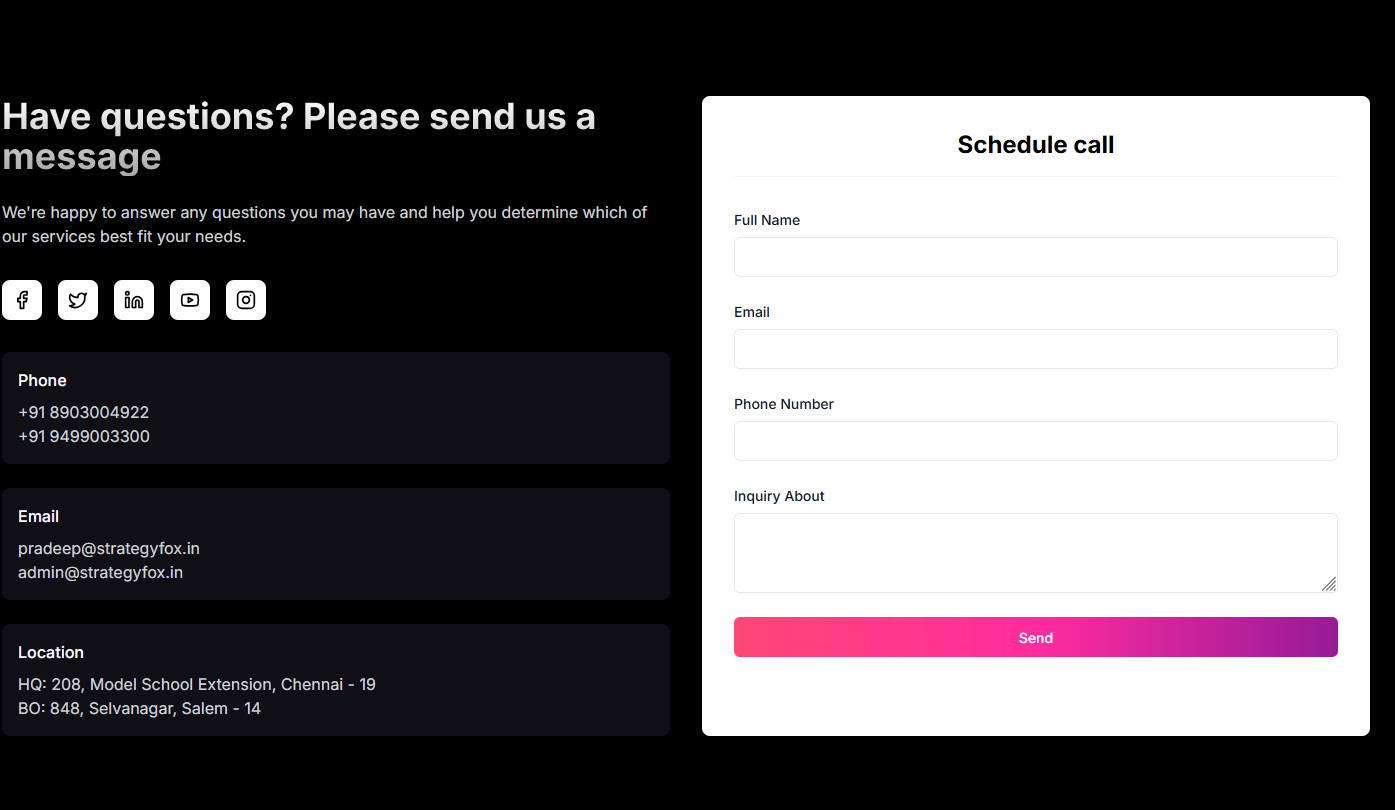 Have questions? Please send us a
message
We're happy to answer any questions you may have and help you determine which of
our services best fit your needs.
Phone
+91 8903004922
+91 9499003300
Email
pradeep@strategyfox.in
admin@strategyfox.in
Location
HQ: 208, Model School Extension, Chennai - 19
BO: 848, Selvanagar, Salem - 14
Schedule call
Full Name
Email
Phone Number
Inquiry About
Send